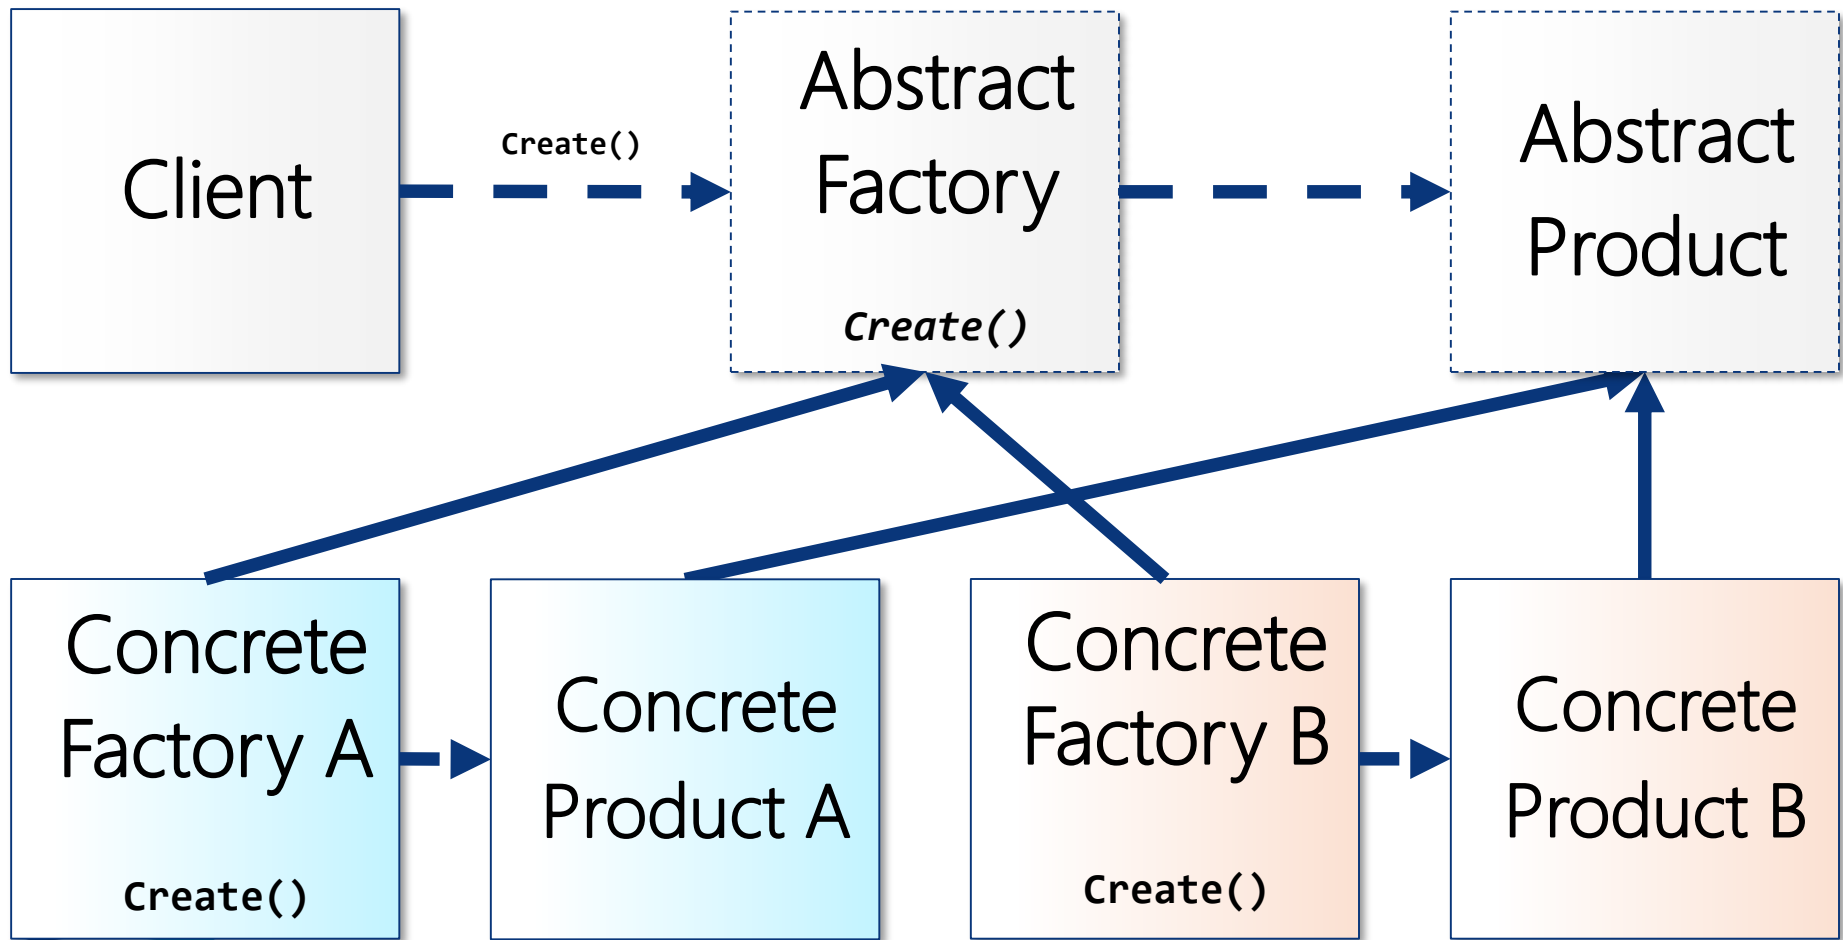 Client
Create()
Abstract
Factory
Create()
Abstract
Product
Concrete
Factory A
Create()
Concrete
Product A
Concrete
Factory B
Create()
Concrete
Product B